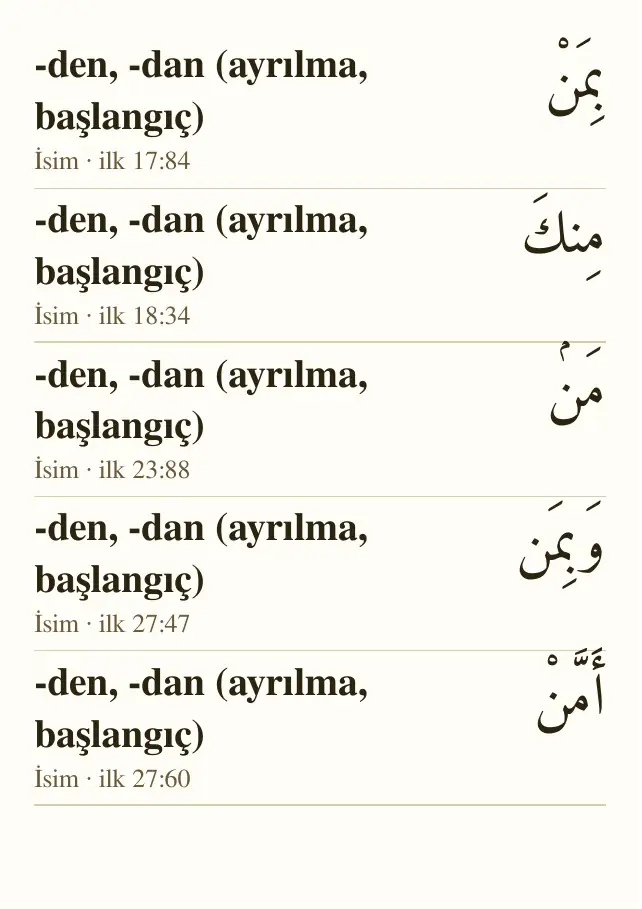 -den, -dan (ayrılma, بِمَنْ
başlangıç)
İsim · ilk 17:84
-den, -dan (ayrılma, مِنكَ
başlangıç)
İsim · ilk 18:34
-den, -dan (ayrılma, مَنۢ
başlangıç)
İsim · ilk 23:88
-den, -dan (ayrılma, وَبِمَن
başlangıç)
İsim · ilk 27:47
-den, -dan (ayrılma, أَمَّنْ
başlangıç)
İsim · ilk 27:60